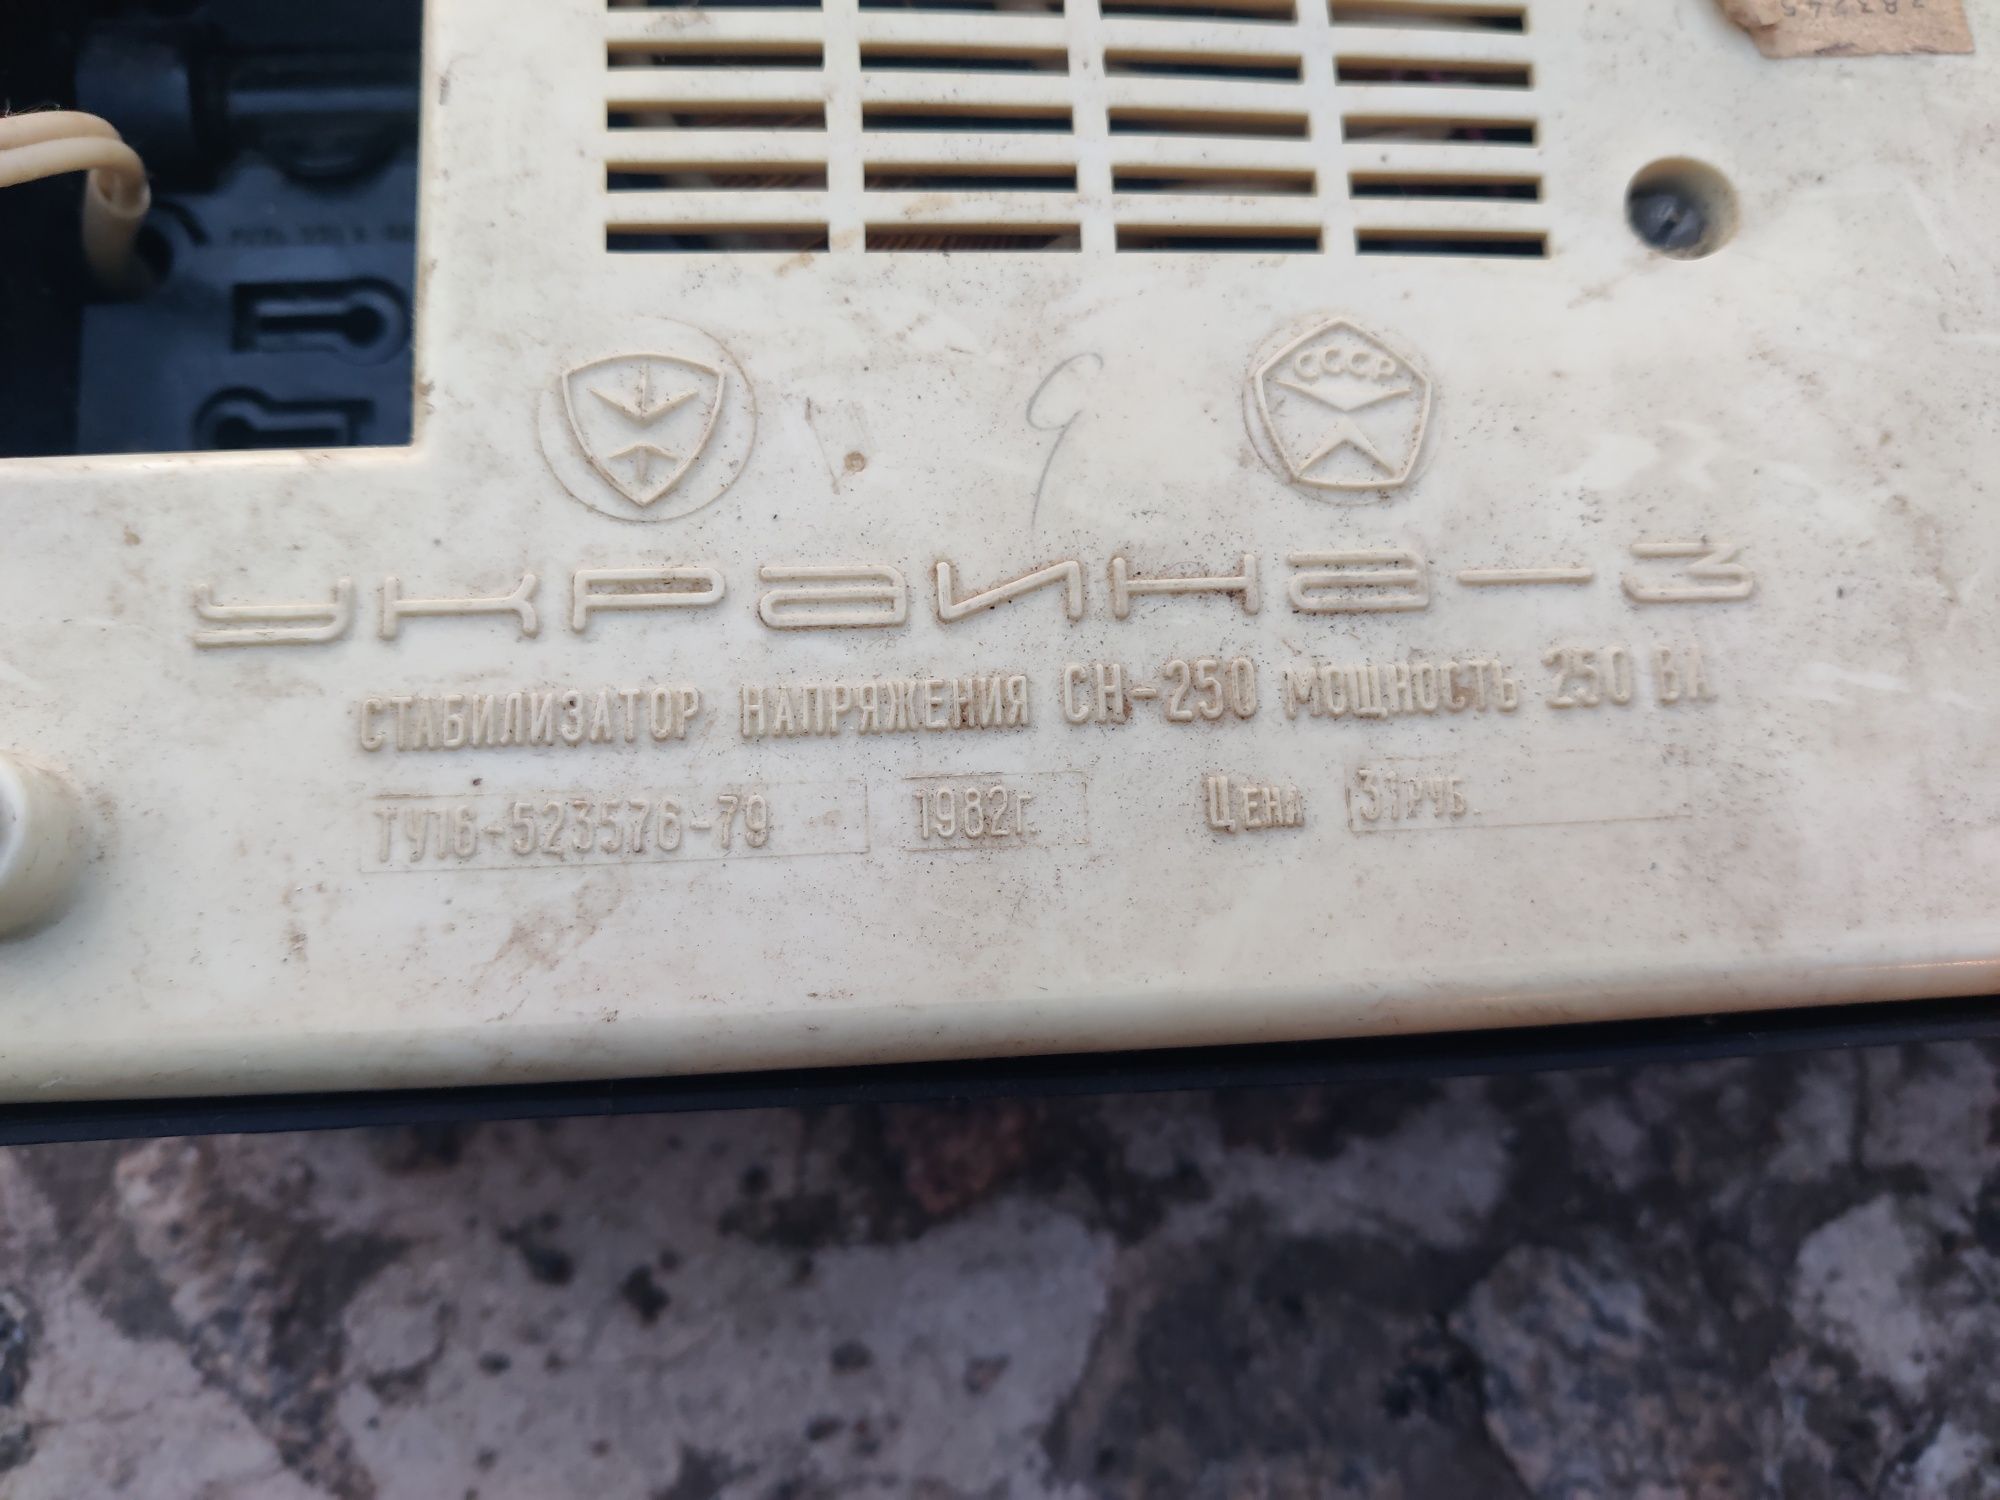 СССР
Украина-3
СТАБИЛИЗАТОР НАПРЯЖЕНИЯ СН-250 МОЩНОСТЬ 250 ВА
ТУ16-523576-79 1982г. ЦЕНА 31РУБ.